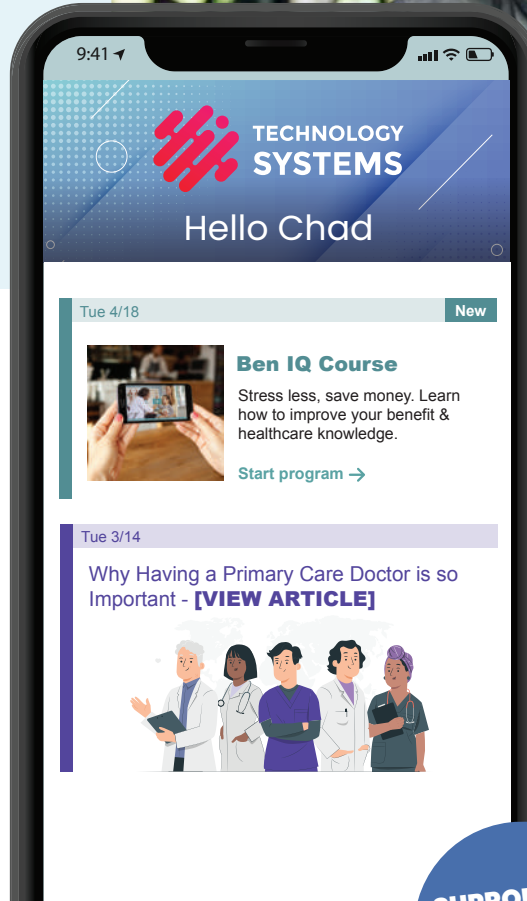 9:41
TECHNOLOGY
SYSTEMS
Hello Chad
Tue 4/18
New
Ben IQ Course
Stress less, save money. Learn
how to improve your benefit &
healthcare knowledge.
Start program →
Tue 3/14
Why Having a Primary Care Doctor is so
Important - [VIEW ARTICLE]